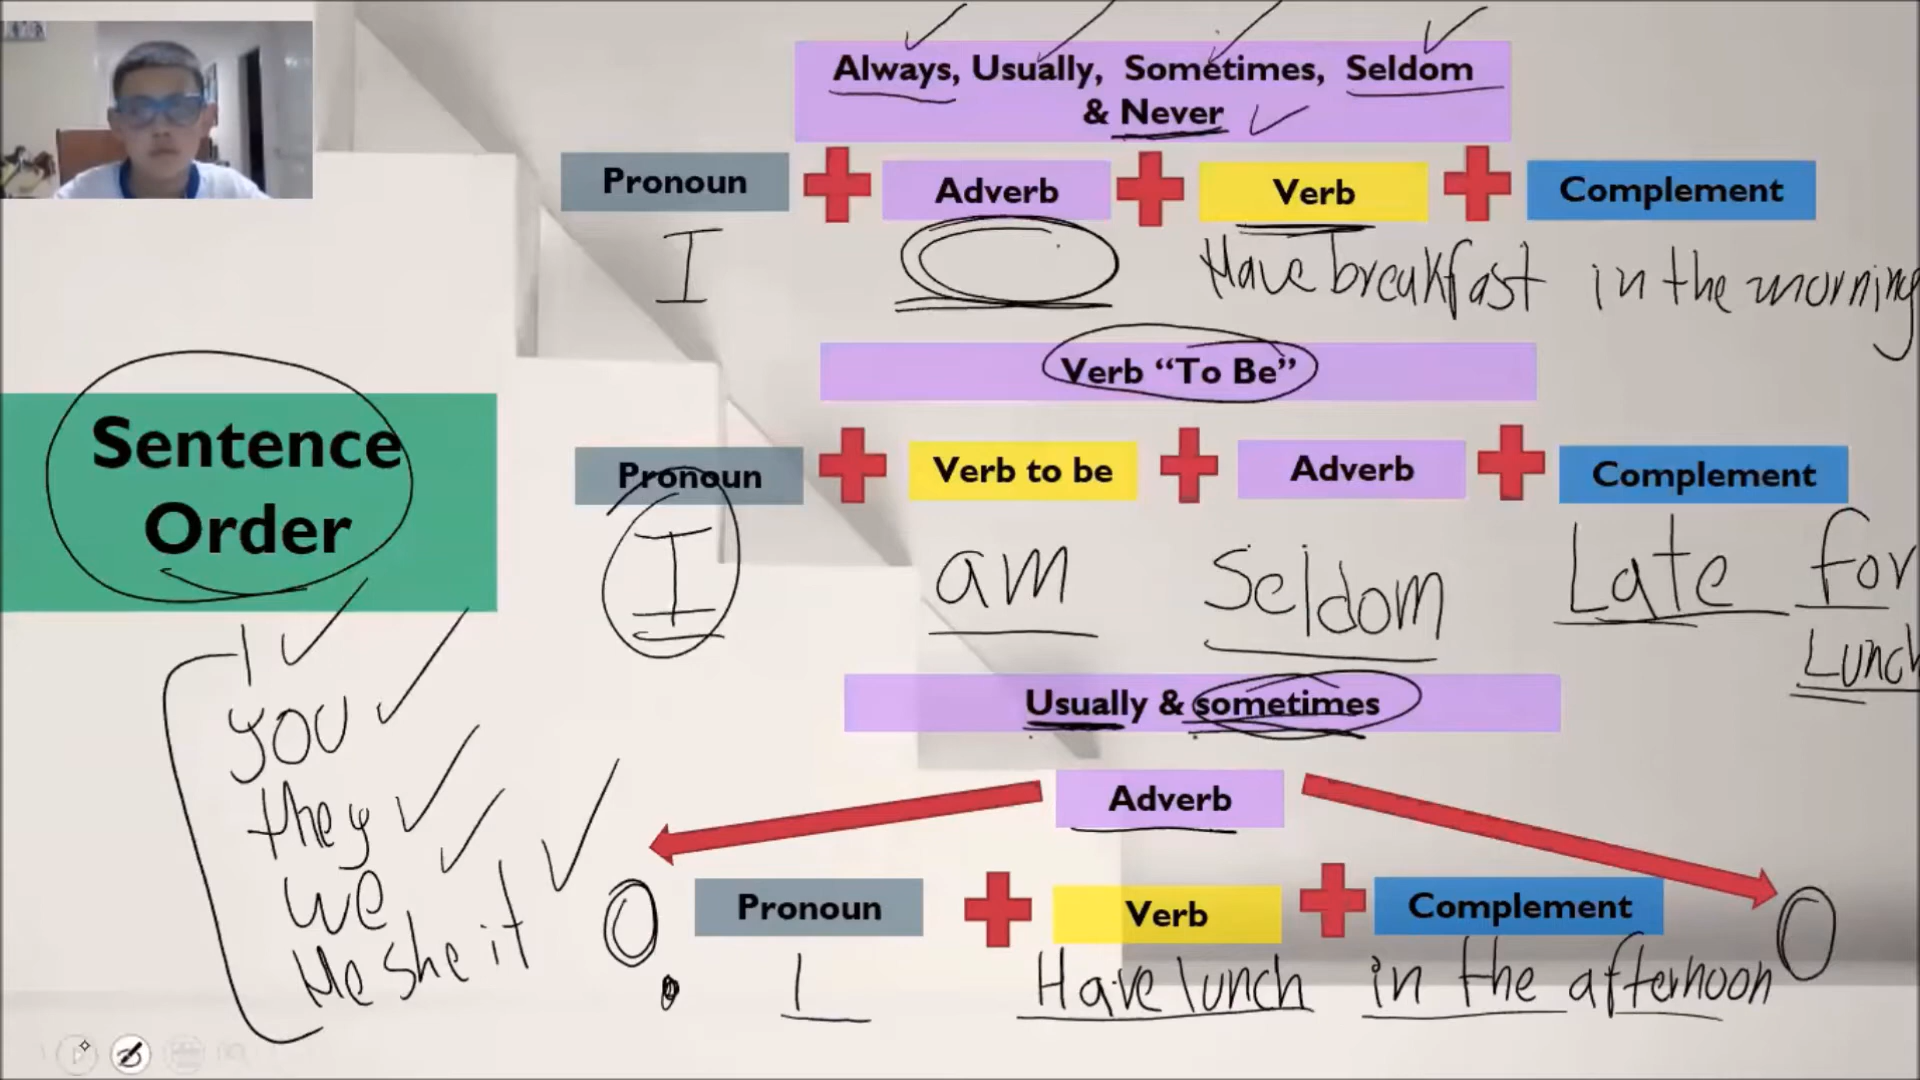 Always, Usually, Sometimes, Seldom
& Never
Pronoun Adverb Verb Complement
I Have breakfast in the morning
Verb “To Be”
Sentence
Order
Pronoun Verb to be Adverb Complement
I am Seldom Late for
Lunch
Usually & sometimes
Adverb
Pronoun Verb Complement
I Have lunch in the afternoon
I
you
they
we
He she it